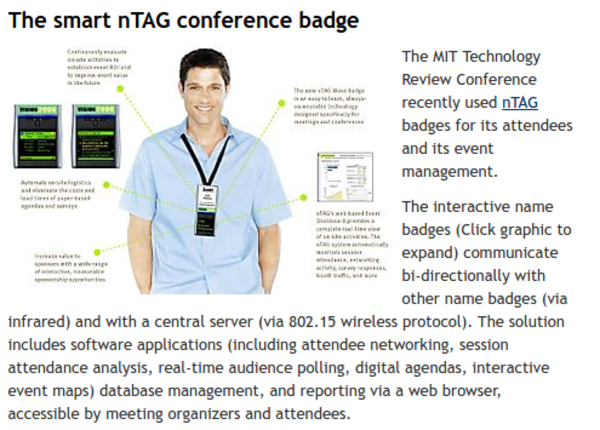 The smart nTAG conference badge
Continuously evaluate
on-site activities to
establish event ROI and
to improve event value
in the future
The new nTAG Wave badge
is an easy to learn, always-
on wearable technology
designed specifically for
meetings and conferences
VISION 2006
VISION 2006
Automate on-site logistics
and eliminate the costs and
lead times of paper-based
agendas and surveys
Scott
nTAG's web based Event
Dashboard provides a
complete real-time view
of on-site activities. The
nTAG system automatically
monitors session
attendance, networking
activity, survey responses,
booth traffic, and more
Increase value to
sponsors with a wide range
of interactive, measurable
sponsorship opportunities
The MIT Technology
Review Conference
recently used nTAG
badges for its attendees
and its event
management.
The interactive name
badges (Click graphic to
expand) communicate
bi-directionally with
other name badges (via
infrared) and with a central server (via 802.15 wireless protocol). The solution
includes software applications (including attendee networking, session
attendance analysis, real-time audience polling, digital agendas, interactive
event maps) database management, and reporting via a web browser,
accessible by meeting organizers and attendees.